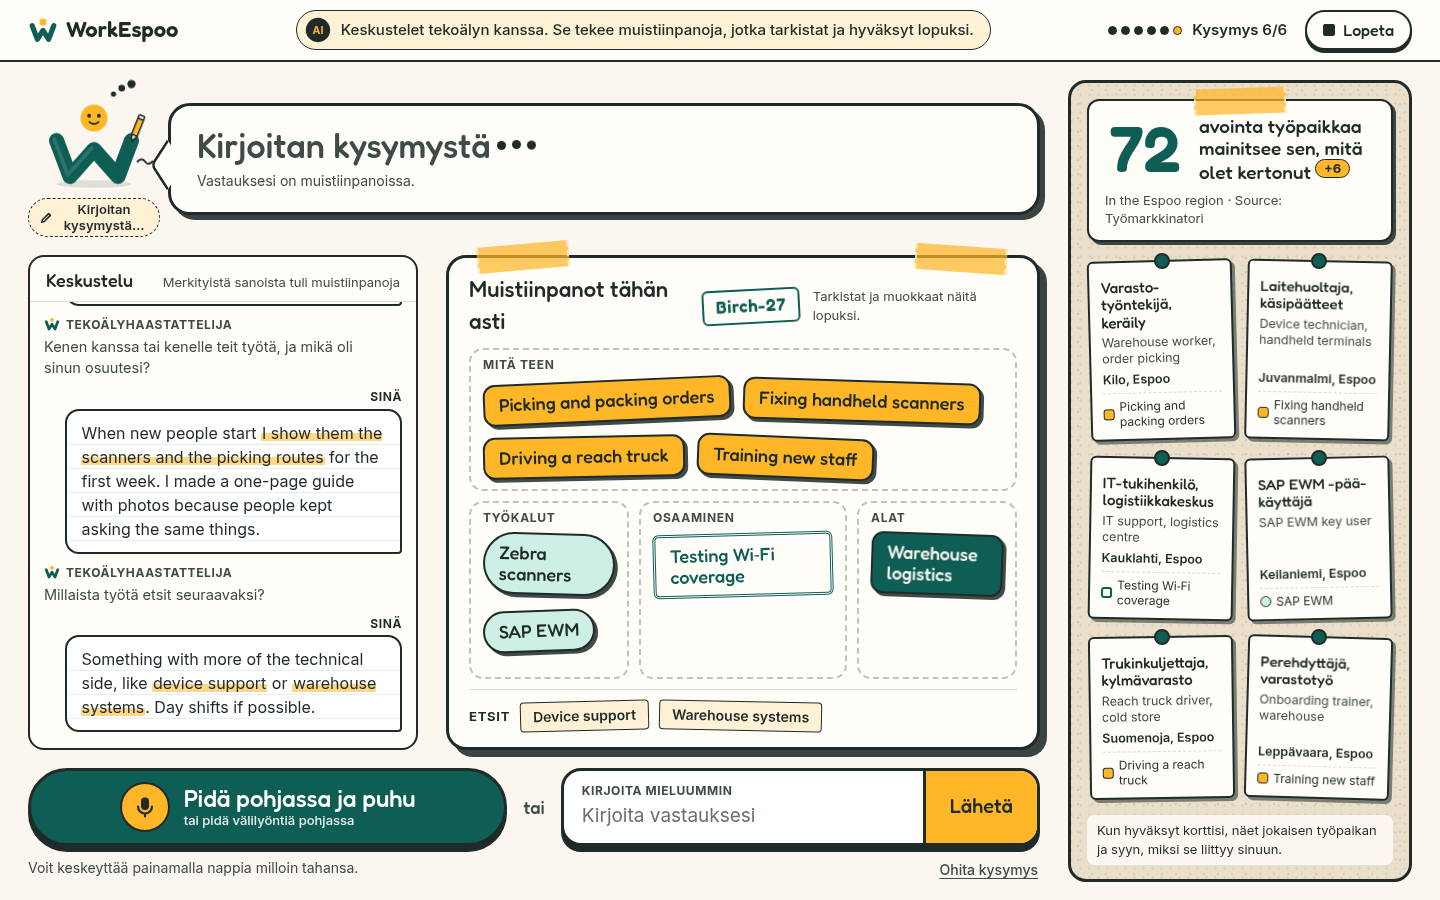 WorkEspoo
AI Keskustelet tekoälyn kanssa. Se tekee muistiinpanoja, jotka tarkistat ja hyväksyt lopuksi.
Kysymys 6/6
Lopeta
Kirjoitan kysymystä
Vastauksesi on muistiinpanoissa.
Kirjoitan
kysymystä...
Keskustelu
Merkityistä sanoista tuli muistiinpanoja
TEKOÄLYHAASTATTELIJA
Kenen kanssa tai kenelle teit työtä, ja mikä oli
sinun osuutesi?
SINÄ
When new people start I show them the
scanners and the picking routes for the
first week. I made a one-page guide
with photos because people kept
asking the same things.
TEKOÄLYHAASTATTELIJA
Millaista työtä etsit seuraavaksi?
SINÄ
Something with more of the technical
side, like device support or warehouse
systems. Day shifts if possible.
Muistiinpanot tähän
asti
Birch-27
Tarkistat ja muokkaat näitä
lopuksi.
MITÄ TEEN
Picking and packing orders
Fixing handheld scanners
Driving a reach truck
Training new staff
TYÖKALUT
Zebra
scanners
SAP EWM
OSAAMINEN
Testing Wi-Fi
coverage
ALAT
Warehouse
logistics
ETSIT
Device support
Warehouse systems
Pidä pohjassa ja puhu
tai pidä välilyöntiä pohjassa
tai
KIRJOITA MIELUUMMIN
Kirjoita vastauksesi
Lähetä
Voit keskeyttää painamalla nappia milloin tahansa.
Ohita kysymys
72
avointa työpaikkaa
mainitsee sen, mitä
olet kertonut +6
In the Espoo region · Source:
Työmarkkinatori
Varasto-
työntekijä,
keräily
Warehouse worker,
order picking
Kilo, Espoo
Picking and
packing orders
Laitehuoltaja,
käsipäätteet
Device technician,
handheld terminals
Juvanmalmi, Espoo
Fixing handheld
scanners
IT-tukihenkilö,
logistiikkakeskus
IT support, logistics
centre
Kauklahti, Espoo
Testing Wi-Fi
coverage
SAP EWM -pää-
käyttäjä
SAP EWM key user
Keilaniemi, Espoo
SAP EWM
Trukinkuljettaja,
kylmävarasto
Reach truck driver,
cold store
Suomenoja, Espoo
Driving a reach
truck
Perehdyttäjä,
varastotyö
Onboarding trainer,
warehouse
Leppävaara, Espoo
Training new staff
Kun hyväksyt korttisi, näet jokaisen työpaikan
ja syyn, miksi se liittyy sinuun.